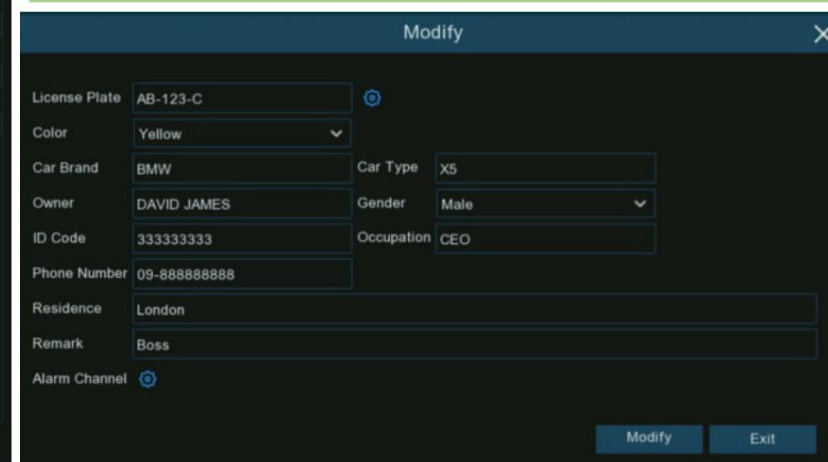 Modify
License Plate AB-123-C
Color Yellow
Car Brand BMW Car Type X5
Owner DAVID JAMES Gender Male
ID Code 333333333 Occupation CEO
Phone Number 09-888888888
Residence London
Remark Boss
Alarm Channel
Modify Exit